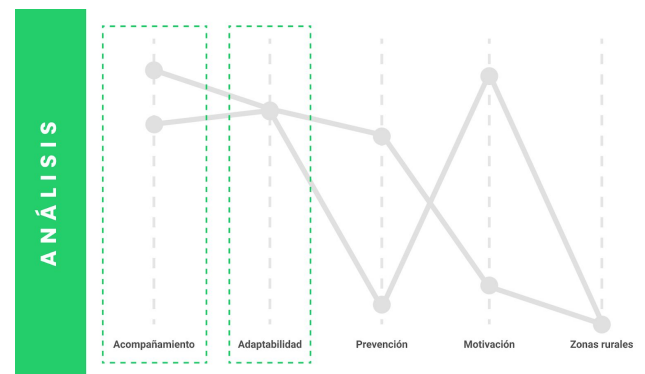 ANÁLISIS
Acompañamiento
Adaptabilidad
Prevención
Motivación
Zonas rurales